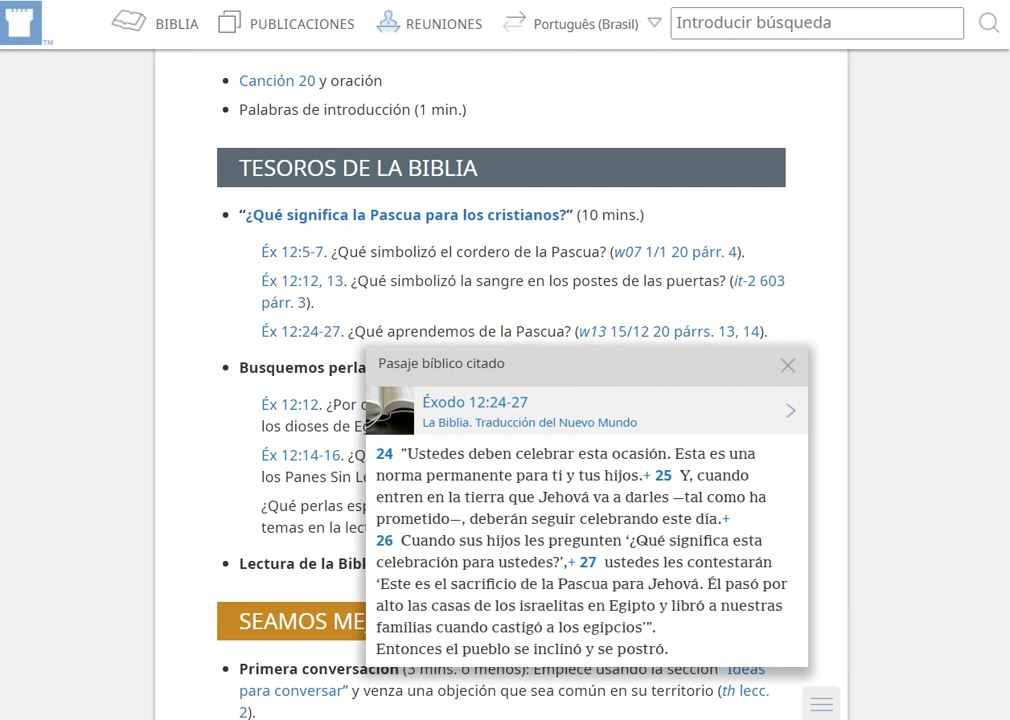 BIBLIA PUBLICACIONES REUNIONES Português (Brasil) Introducir búsqueda
TM
• Canción 20 y oración
• Palabras de introducción (1 min.)
TESOROS DE LA BIBLIA
• “¿Qué significa la Pascua para los cristianos?” (10 mins.)
Éx 12:5-7. ¿Qué simbolizó el cordero de la Pascua? (w07 1/1 20 párr. 4).
Éx 12:12, 13. ¿Qué simbolizó la sangre en los postes de las puertas? (it-2 603
párr. 3).
Éx 12:24-27. ¿Qué aprendemos de la Pascua? (w13 15/12 20 párrs. 13, 14).
• Busquemos perla
Éx 12:12. ¿Por
los dioses de E
Éx 12:14-16. ¿Q
los Panes Sin Le
¿Qué perlas esp
temas en la lect
• Lectura de la Bibl
Pasaje bíblico citado
Éxodo 12:24-27
La Biblia. Traducción del Nuevo Mundo
24 ”Ustedes deben celebrar esta ocasión. Esta es una
norma permanente para ti y tus hijos.+ 25 Y, cuando
entren en la tierra que Jehová va a darles —tal como ha
prometido—, deberán seguir celebrando este día.+
26 Cuando sus hijos les pregunten ‘¿Qué significa esta
celebración para ustedes?’,+ 27 ustedes les contestarán
‘Este es el sacrificio de la Pascua para Jehová. Él pasó por
alto las casas de los israelitas en Egipto y libró a nuestras
familias cuando castigó a los egipcios’”.
Entonces el pueblo se inclinó y se postró.
SEAMOS ME
• Primera conversación (3 mins. o menos): Empiece usando la sección “Ideas
para conversar” y venza una objeción que sea común en su territorio (th lecc.
2).